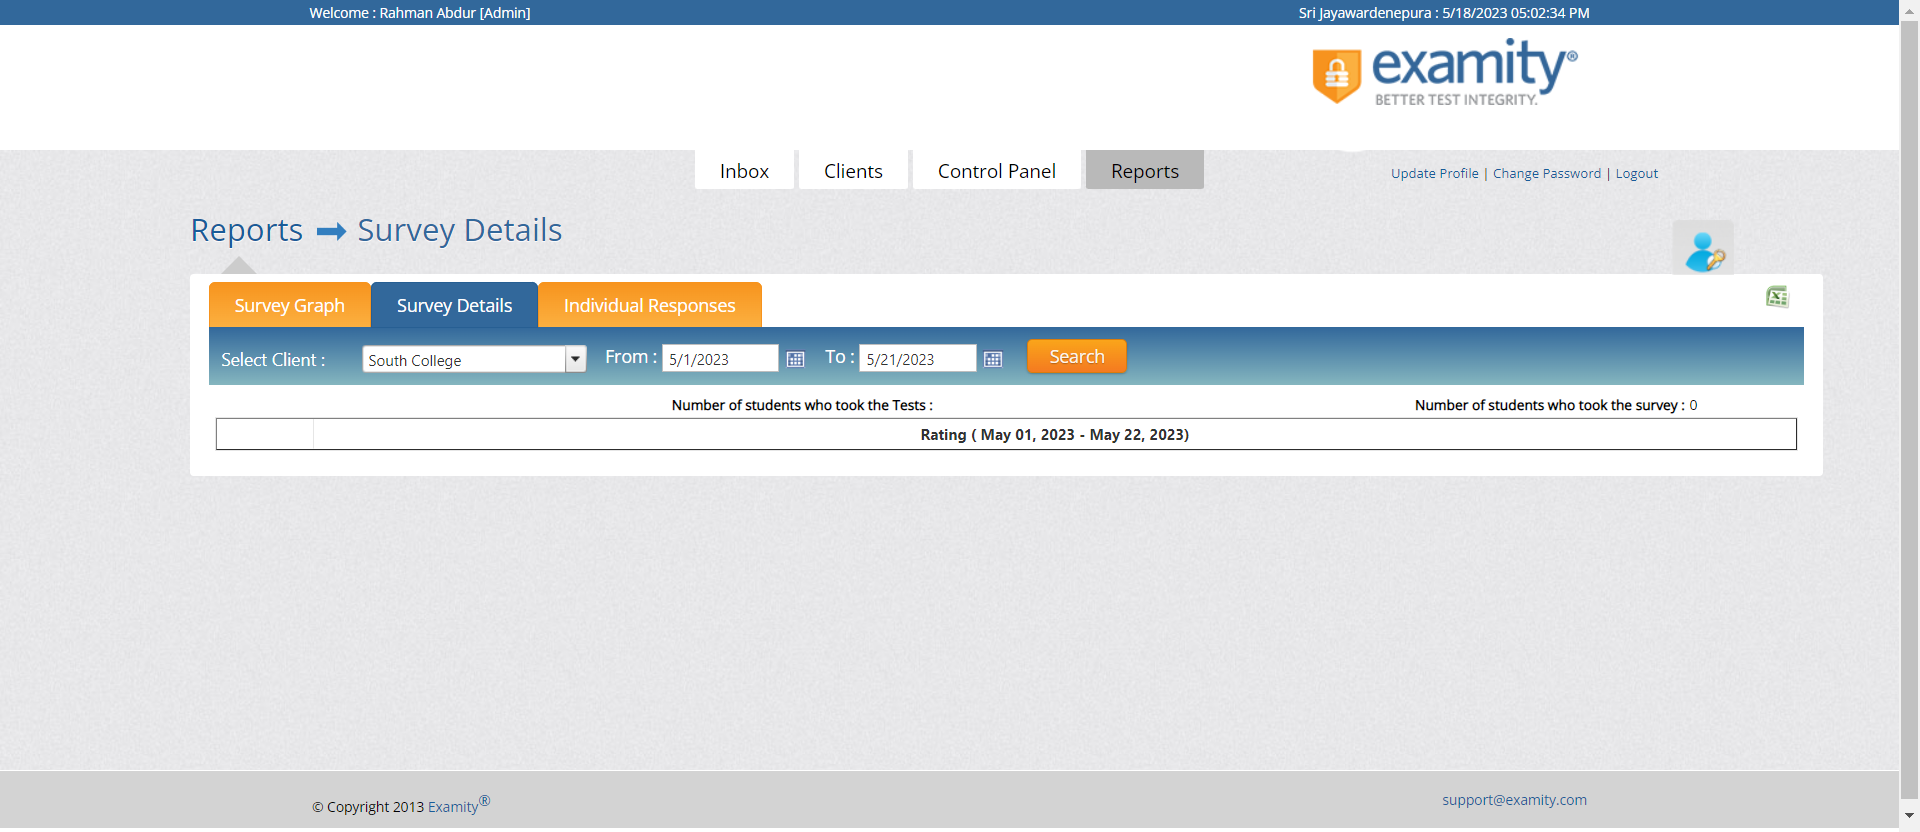 Welcome : Rahman Abdur [Admin]
Sri Jayawardenepura : 5/18/2023 05:02:34 PM
examity®
BETTER TEST INTEGRITY.
Inbox
Clients
Control Panel
Reports
Update Profile | Change Password | Logout
Reports Survey Details
Survey Graph
Survey Details
Individual Responses
Select Client :
South College
From :
5/1/2023
To :
5/21/2023
Search
Number of students who took the Tests :
Number of students who took the survey : 0
Rating ( May 01, 2023 - May 22, 2023)
© Copyright 2013 Examity®
support@examity.com